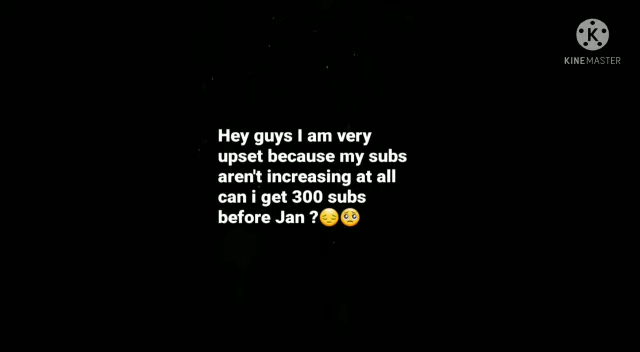 KINEMASTER
Hey guys I am very
upset because my subs
aren't increasing at all
can i get 300 subs
before Jan ?😔🥺